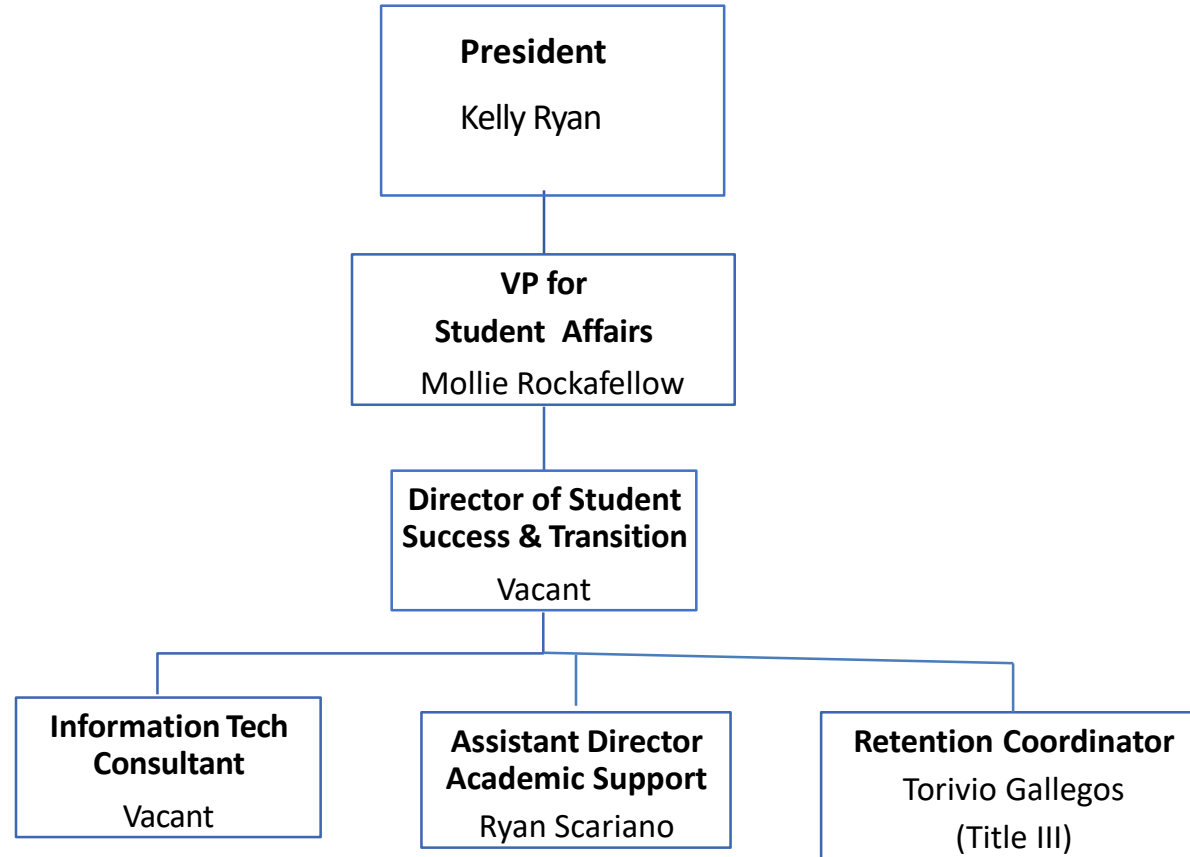 President
Kelly Ryan
VP for
Student Affairs
Mollie Rockafellow
Director of Student
Success & Transition
Vacant
Information Tech
Consultant
Vacant
Assistant Director
Academic Support
Ryan Scariano
Retention Coordinator
Torivio Gallegos
(Title III)